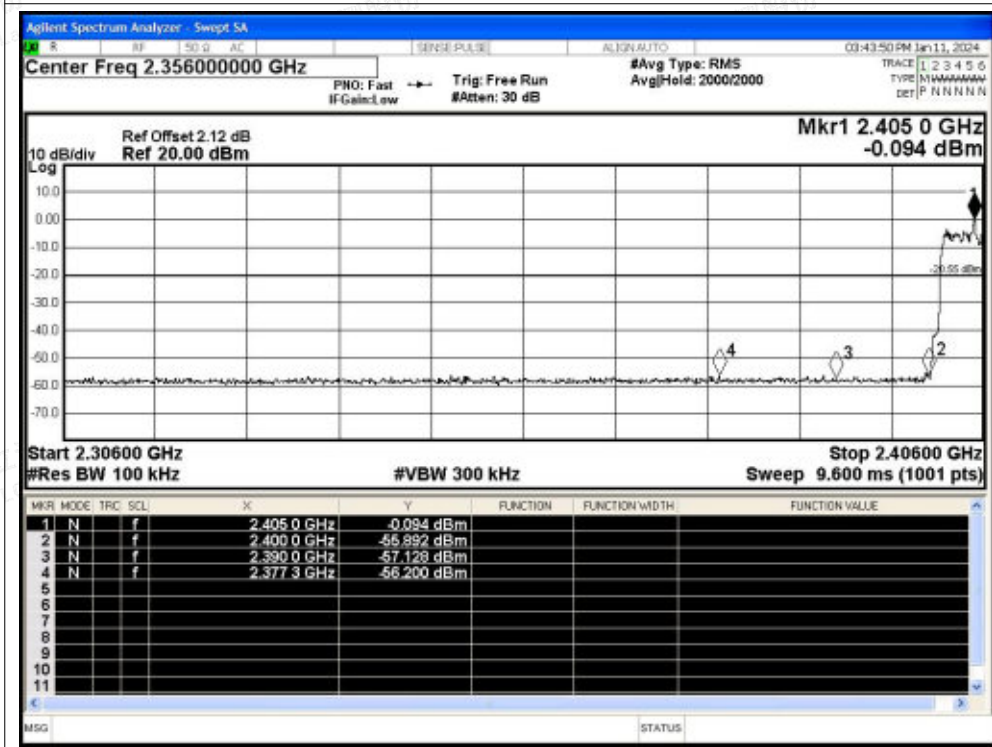 Agilent Spectrum Analyzer - Swept SA
R RF 50 Ω AC SENSE:PULSE ALIGN AUTO 03:43:50 PM Jan 11, 2024
Center Freq 2.356000000 GHz #Avg Type: RMS TRACE 1 2 3 4 5 6
PNO: Fast Trig: Free Run Avg|Hold: 2000/2000 TYPE MWWWWW
IFGain:Low #Atten: 30 dB DET P N N N N N
Mkr1 2.405 0 GHz
Ref Offset 2.12 dB
10 dB/div Ref 20.00 dBm -0.094 dBm
Log
10.0
0.00
-10.0
-20.0 -20.55 dBm
-30.0
-40.0
-50.0 4 3 2
-60.0
-70.0
Start 2.30600 GHz Stop 2.40600 GHz
#Res BW 100 kHz #VBW 300 kHz Sweep 9.600 ms (1001 pts)
MKR MODE TRC SCL X Y FUNCTION FUNCTION WIDTH FUNCTION VALUE
1 N f 2.405 0 GHz -0.094 dBm
2 N f 2.400 0 GHz -55.892 dBm
3 N f 2.390 0 GHz -57.128 dBm
4 N f 2.377 3 GHz -56.200 dBm
5
6
7
8
9
10
11
MSG STATUS